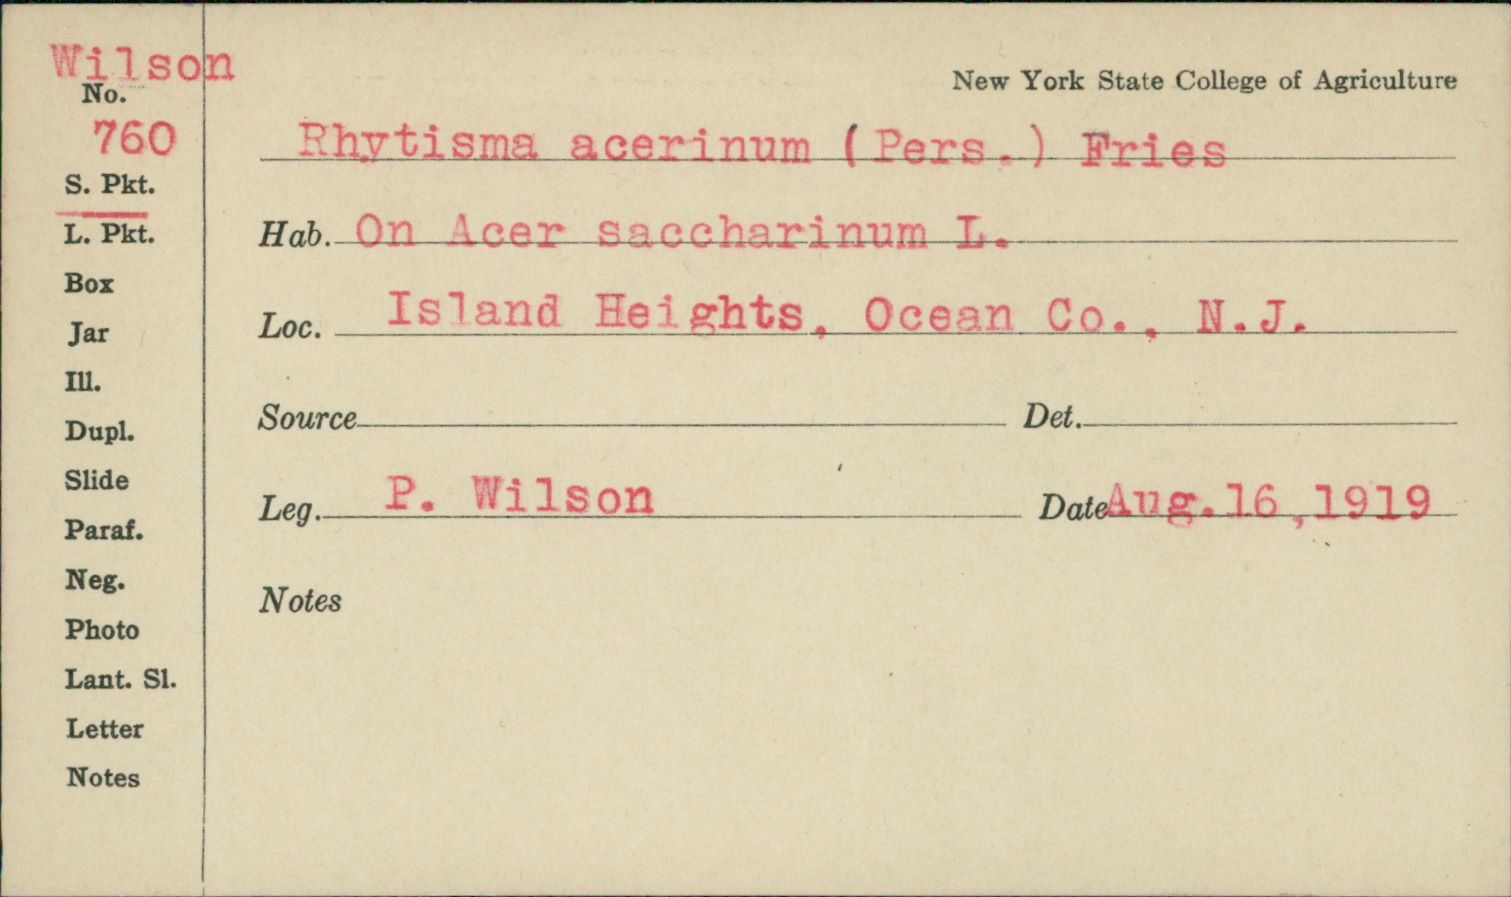 Wilson
No.
760
S. Pkt.
L. Pkt.
Box
Jar
Ill.
Dupl.
Slide
Paraf.
Neg.
Photo
Lant. Sl.
Letter
Notes
New York State College of Agriculture
Rhytisma acerinum (Pers.) Fries
Hab. On Acer saccharinum L.
Loc. Island Heights, Ocean Co., N.J.
Source Det.
Leg. P. Wilson Date Aug.16,1919
Notes